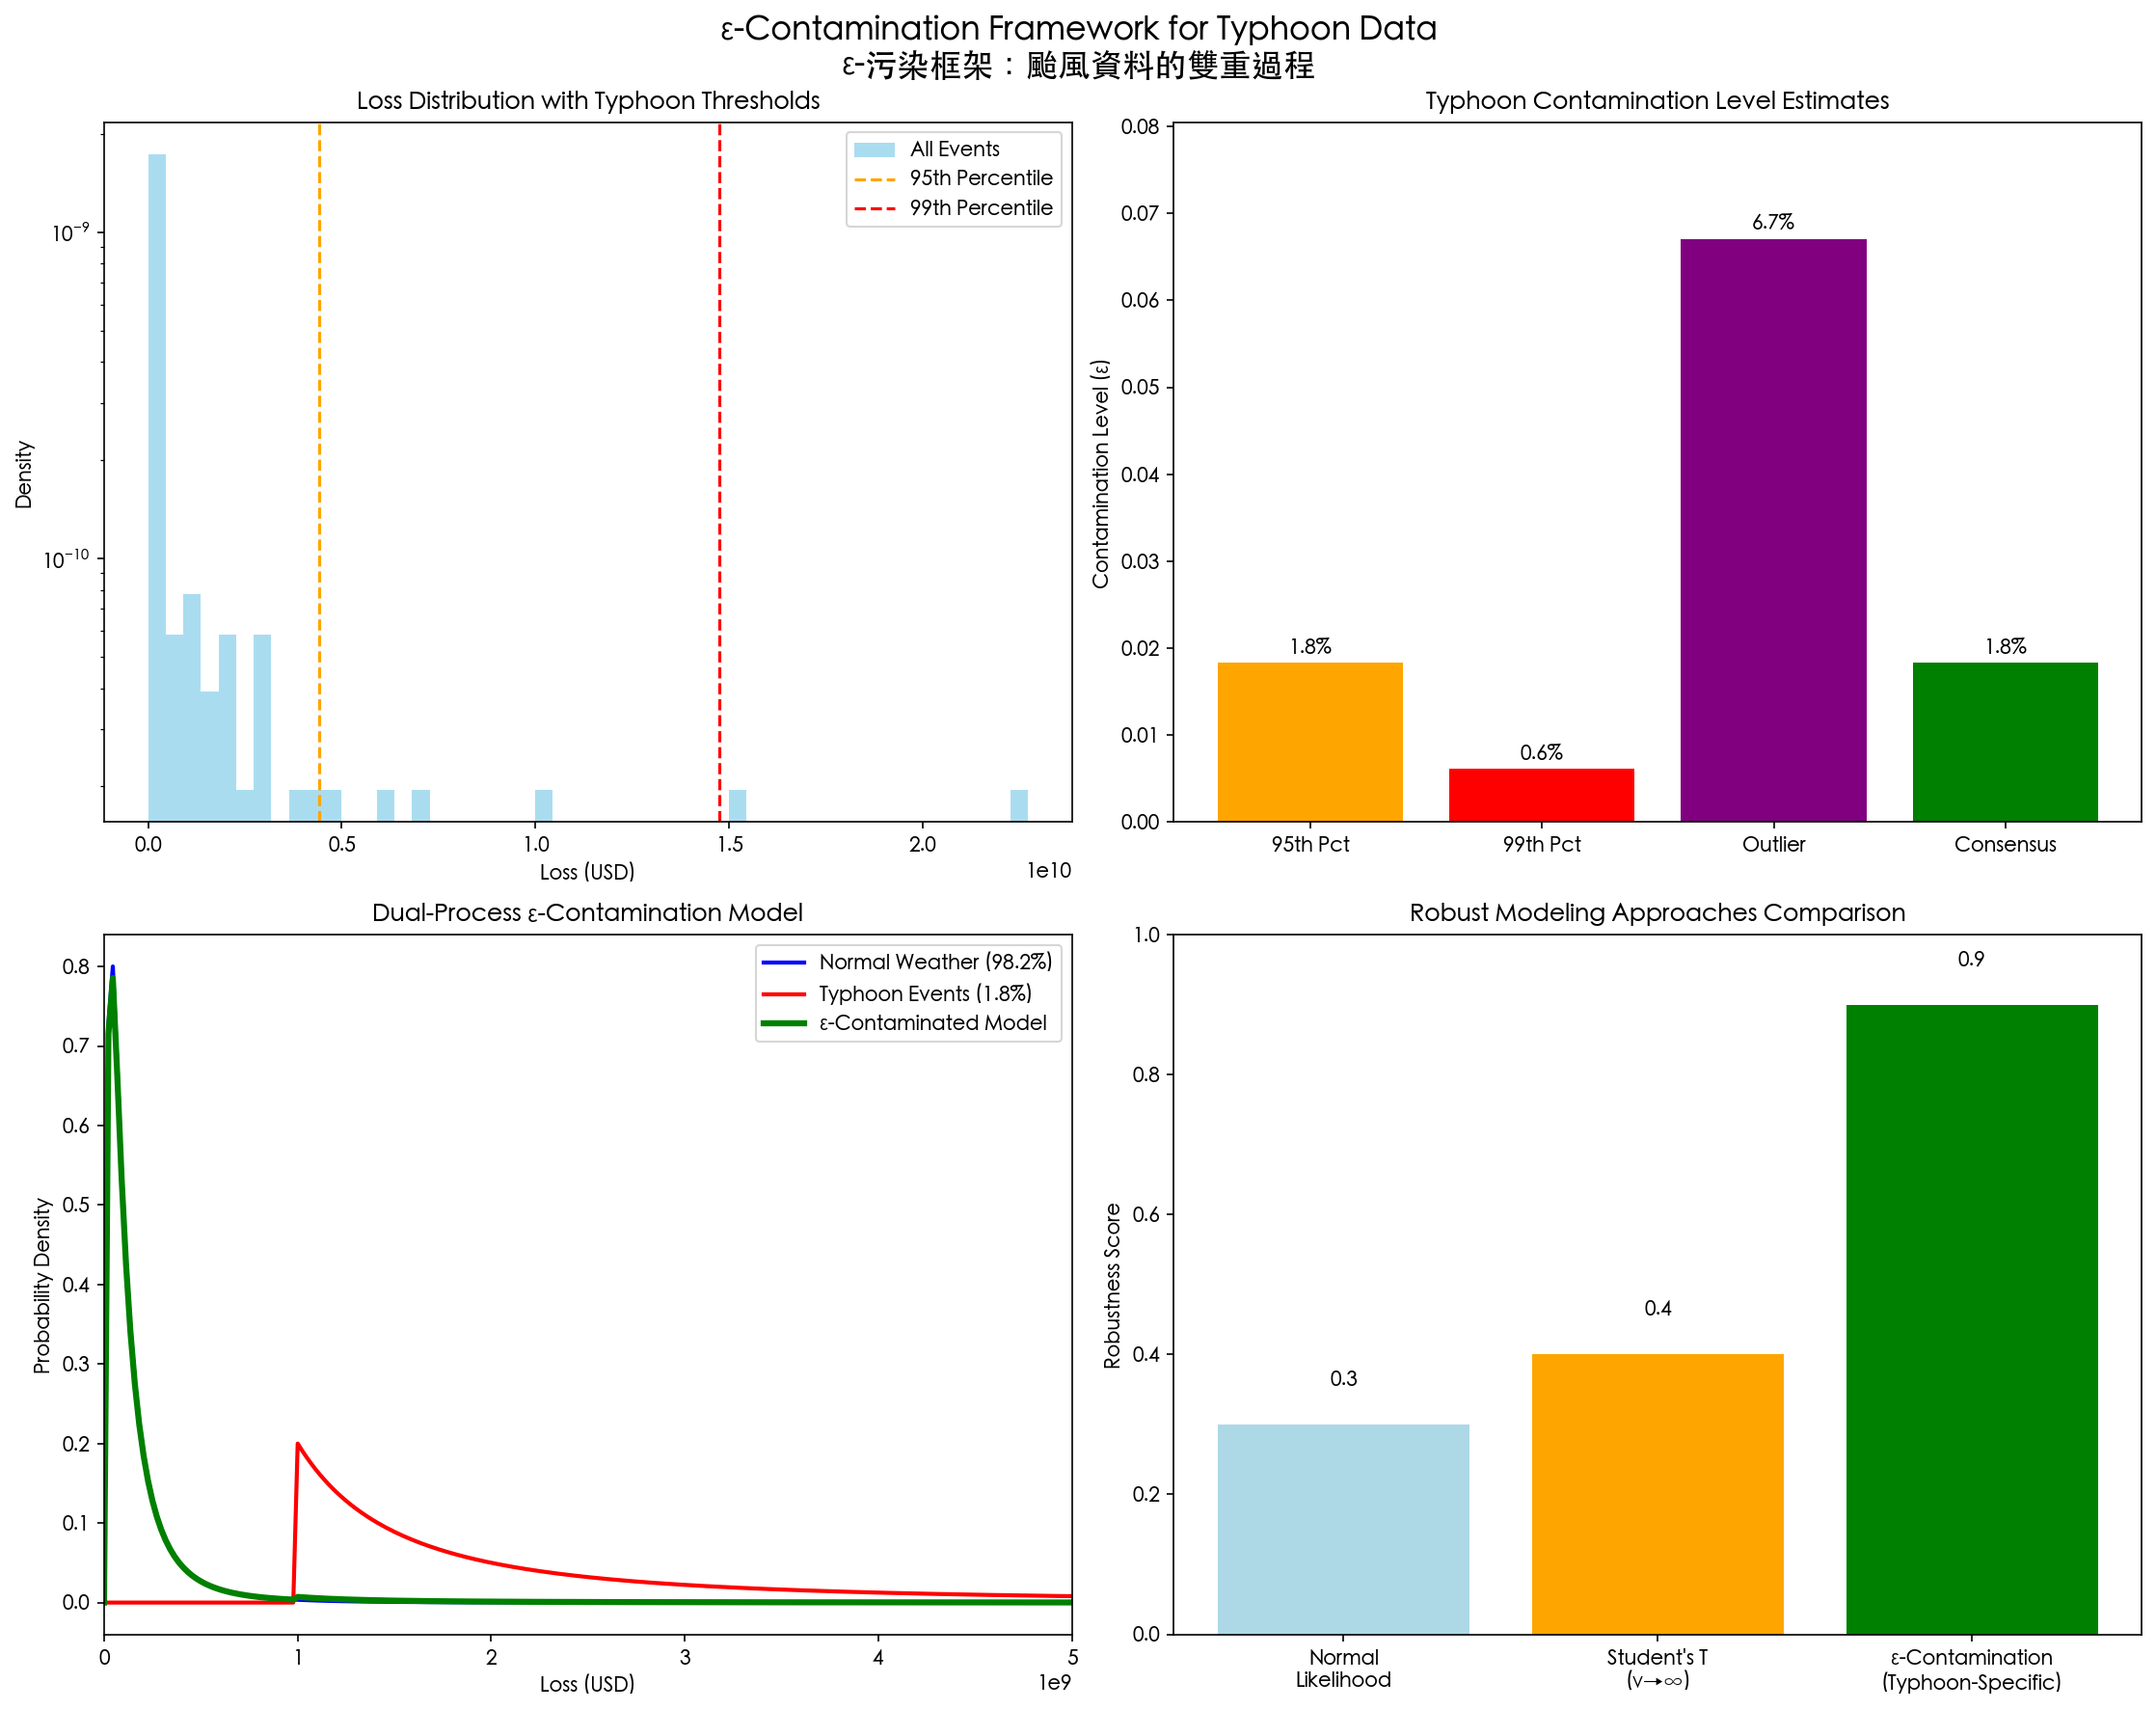 ε-Contamination Framework for Typhoon Data
ε-污染框架：颱風資料的雙重過程
Loss Distribution with Typhoon Thresholds
All Events
95th Percentile
99th Percentile
10⁻⁹
10⁻¹⁰
Density
0.0 0.5 1.0 1.5 2.0
Loss (USD)
1e10
Typhoon Contamination Level Estimates
0.08
0.07
0.06
0.05
0.04
0.03
0.02
0.01
0.00
Contamination Level (ε)
1.8%
0.6%
6.7%
1.8%
95th Pct 99th Pct Outlier Consensus
Dual-Process ε-Contamination Model
Normal Weather (98.2%)
Typhoon Events (1.8%)
ε-Contaminated Model
0.8
0.7
0.6
0.5
0.4
0.3
0.2
0.1
0.0
Probability Density
0 1 2 3 4 5
Loss (USD)
1e9
Robust Modeling Approaches Comparison
1.0
0.8
0.6
0.4
0.2
0.0
Robustness Score
0.3
0.4
0.9
Normal
Likelihood
Student's T
(ν→∞)
ε-Contamination
(Typhoon-Specific)